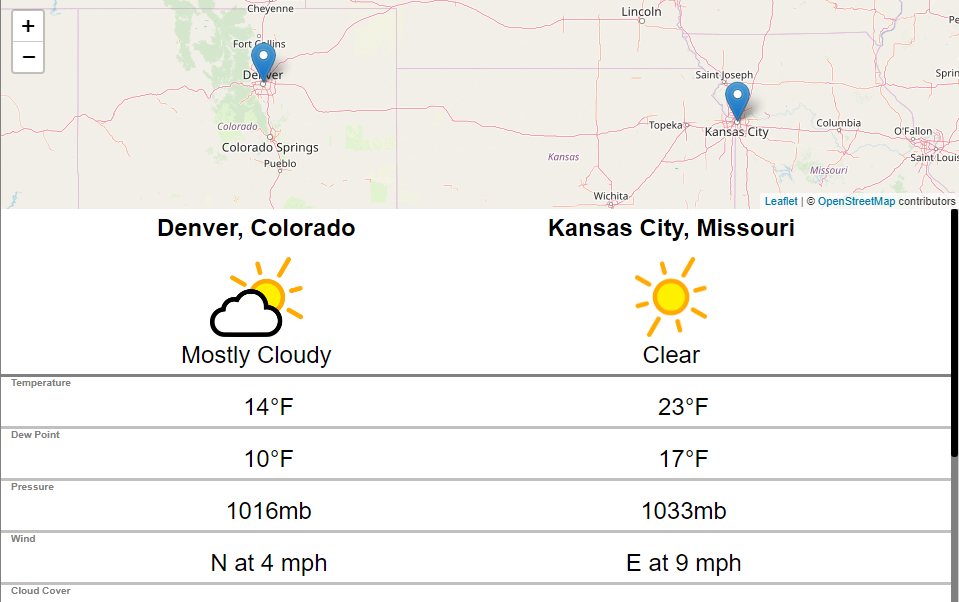 Cheyenne
Lincoln
+
Fort Collins
−
Denver
Saint Joseph
Colorado
Topeka
Kansas City
Columbia
O'Fallon
Colorado Springs
Kansas
Saint Louis
Pueblo
Missouri
Wichita
Leaflet | © OpenStreetMap contributors
Denver, Colorado Kansas City, Missouri
Mostly Cloudy Clear
Temperature
14°F 23°F
Dew Point
10°F 17°F
Pressure
1016mb 1033mb
Wind
N at 4 mph E at 9 mph
Cloud Cover